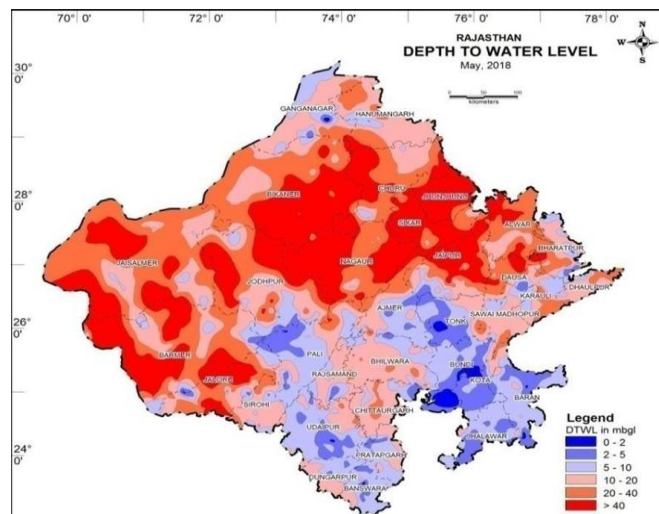 70° 0' 72° 0' 74° 0' 76° 0' 78° 0'
RAJASTHAN
DEPTH TO WATER LEVEL
May, 2018
N
W
S
kilometers
30°
0'
28°
0'
26°
0'
24°
0'
GANGANAGAR
HANUMANGARH
BIKANER
CHURU
JHUNJHUNU
SIKAR
ALWAR
JAISALMER
NAGAUR
JAIPUR
BHARATPUR
JODHPUR
DAUSA
KARAULI
DHAULPUR
AJMER
TONK
SAWAI MADHOPUR
BARMER
PALI
BHILWARA
BUNDI
JALORE
RAJSAMAND
KOTA
SIROHI
CHITTAURGARH
BARAN
UDAIPUR
JHALAWAR
PRATAPGARH
DUNGARPUR
BANSWARA
Legend
DTWL in mbgl
0 - 2
2 - 5
5 - 10
10 - 20
20 - 40
> 40